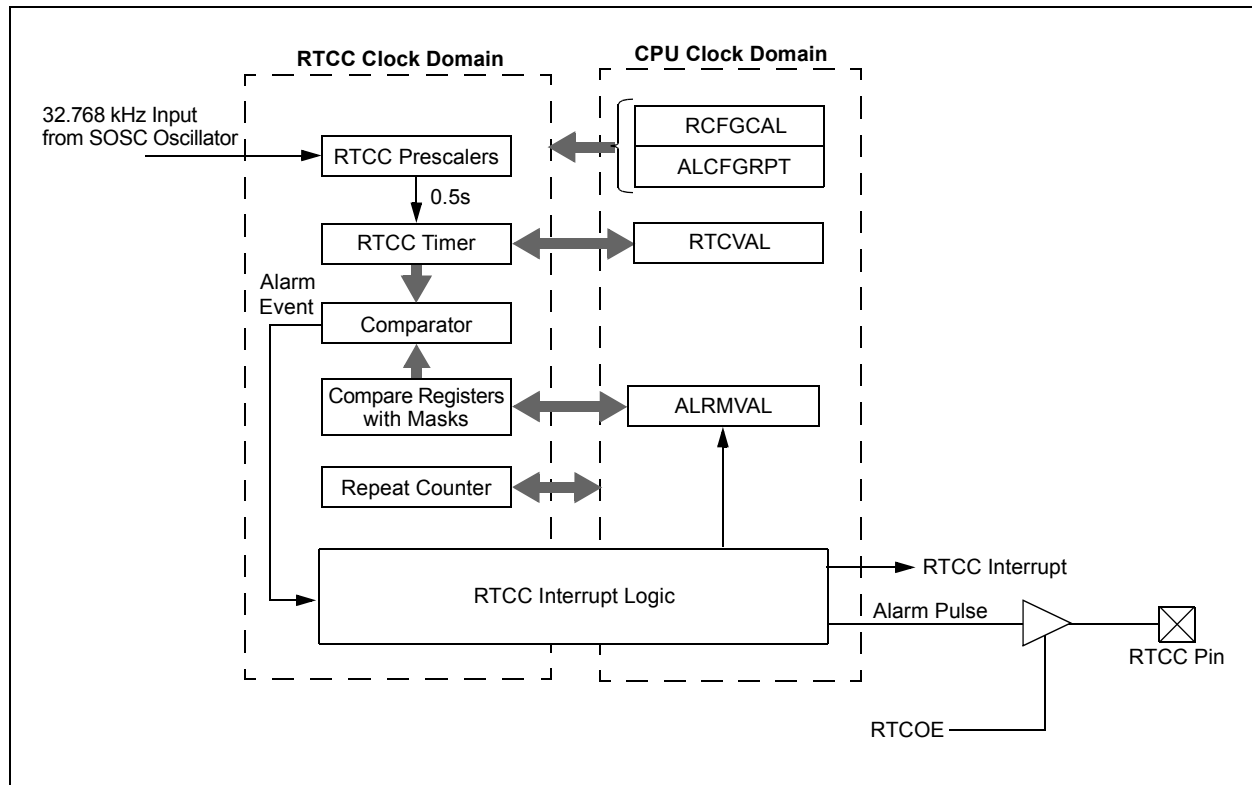 RTCC Clock Domain
CPU Clock Domain
32.768 kHz Input
from SOSC Oscillator
RTCC Prescalers
RCFGCAL
ALCFGRPT
0.5s
RTCC Timer
RTCVAL
Alarm
Event
Comparator
Compare Registers
with Masks
ALRMVAL
Repeat Counter
RTCC Interrupt Logic
RTCC Interrupt
Alarm Pulse
RTCC Pin
RTCOE